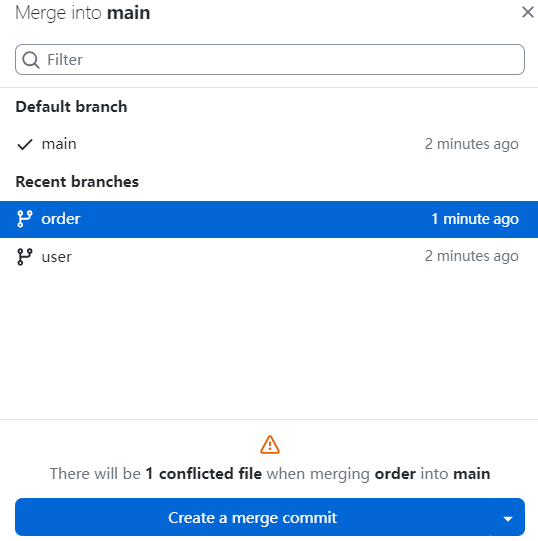 Merge into main
Filter
Default branch
main 2 minutes ago
Recent branches
order 1 minute ago
user 2 minutes ago
There will be 1 conflicted file when merging order into main
Create a merge commit